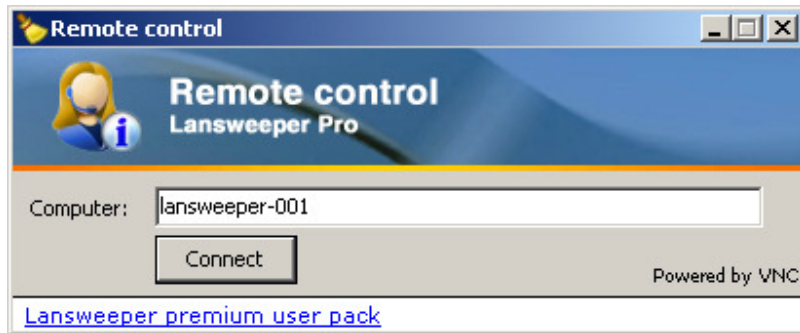 Remote control
Remote control
Lansweeper Pro
Computer: lansweeper-001
Connect
Powered by VNC
Lansweeper premium user pack